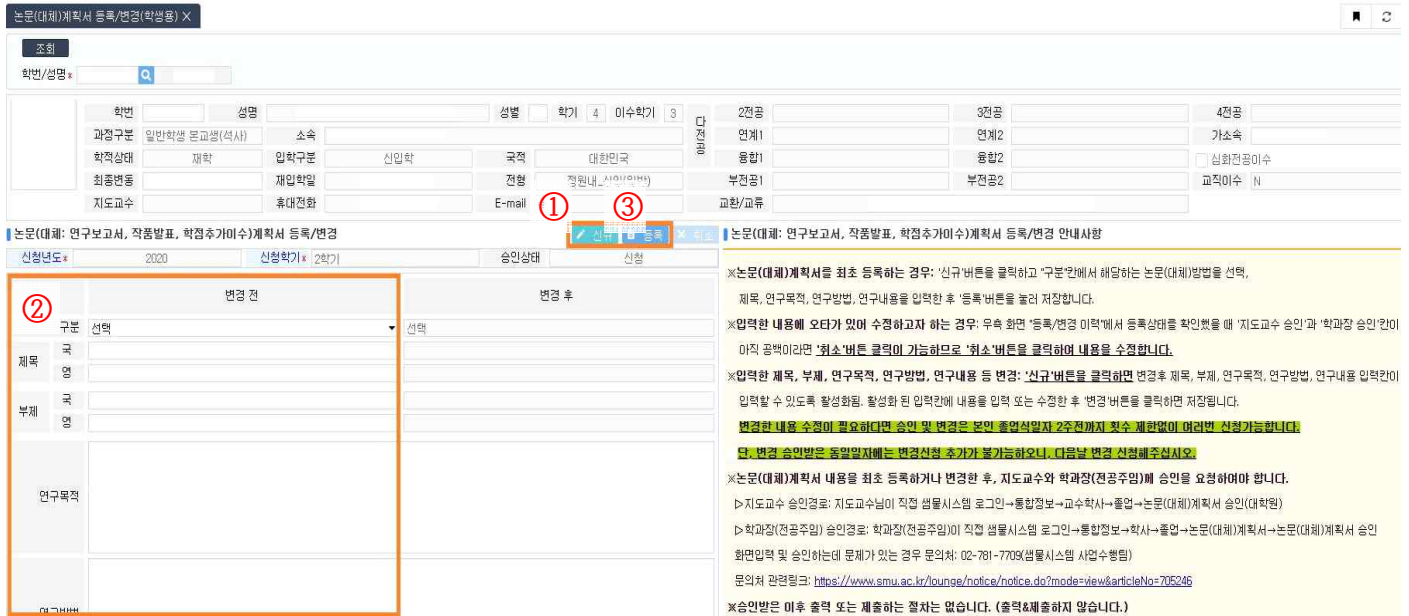 논문(대체)계획서 등록/변경(학생용) X
조회
학번/성명*
학번 성명 성별 학기 4 이수학기 3 다전공 2전공 3전공 4전공
과정구분 일반학생 본교생(석사) 소속 연계1 연계2 가소속
학적상태 재학 입학구분 신입학 국적 대한민국 융합1 융합2 심화전공이수
최종변동 재입학일 전형 부전공1 부전공2 교직이수 N
지도교수 휴대전화 E-mail 교환/교류
① ③
논문(대체: 연구보고서, 작품발표, 학점추가이수)계획서 등록/변경 신규 등록 취소
신청년도* 2020 신청학기* 2학기 승인상태 신청
② 변경 전 변경 후
구분 선택 선택
제목 국
영
부제 국
영
연구목적
연구방법
논문(대체: 연구보고서, 작품발표, 학점추가이수)계획서 등록/변경 안내사항
※논문(대체)계획서를 최초 등록하는 경우: '신규'버튼을 클릭하고 "구분"칸에서 해당하는 논문(대체)방법을 선택,
제목, 연구목적, 연구방법, 연구내용을 입력한 후 '등록'버튼을 눌러 저장합니다.
※입력한 내용에 오타가 있어 수정하고자 하는 경우: 우측 화면 "등록/변경 이력"에서 등록상태를 확인했을 때 '지도교수 승인'과 '학과장 승인'칸이
아직 공백이라면 '취소'버튼 클릭이 가능하므로 '취소'버튼을 클릭하여 내용을 수정합니다.
※입력한 제목, 부제, 연구목적, 연구방법, 연구내용 등 변경: '신규'버튼을 클릭하면 변경후 제목, 부제, 연구목적, 연구방법, 연구내용 입력칸이
입력할 수 있도록 활성화됨. 활성화 된 입력칸에 내용을 입력 또는 수정한 후 '변경'버튼을 클릭하면 저장됩니다.
변경한 내용 수정이 필요하다면 승인 및 변경은 본인 졸업식일자 2주전까지 횟수 제한없이 여러번 신청가능합니다.
단, 변경 승인받은 동일일자에는 변경신청 추가가 불가능하오니, 다음날 변경 신청해주십시오.
※논문(대체)계획서 내용을 최초 등록하거나 변경한 후, 지도교수와 학과장(전공주임)께 승인을 요청하여야 합니다.
▷지도교수 승인경로: 지도교수님이 직접 샘물시스템 로그인→통합정보→교수학사→졸업→논문(대체)계획서 승인(대학원)
▷학과장(전공주임) 승인경로: 학과장(전공주임)이 직접 샘물시스템 로그인→통합정보→학사→졸업→논문(대체)계획서→논문(대체)계획서 승인
화면입력 및 승인하는데 문제가 있는 경우 문의처: 02-781-7709(샘물시스템 사업수행팀)
문의처 관련링크: https://www.smu.ac.kr/lounge/notice/notice.do?mode=view&articleNo=705246
※승인받은 이후 출력 또는 제출하는 절차는 없습니다. (출력&제출하지 않습니다.)